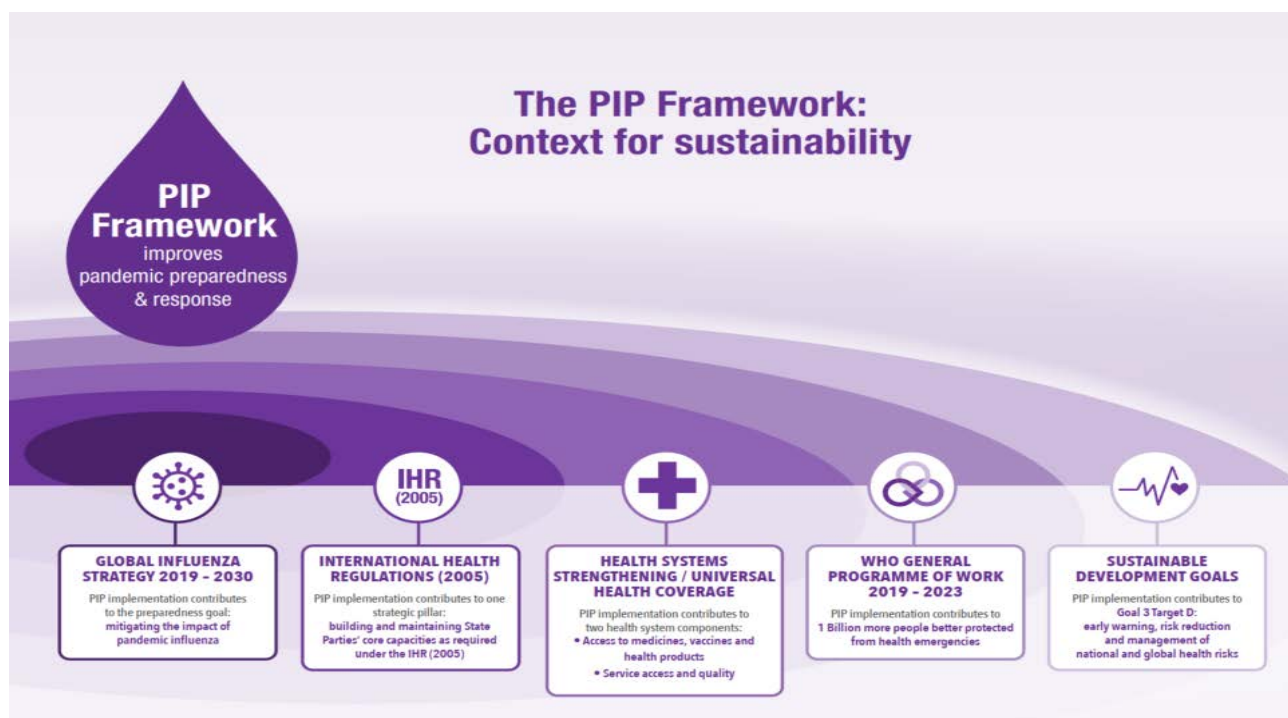 The PIP Framework:
Context for sustainability
PIP
Framework
improves
pandemic preparedness
& response
IHR
(2005)
GLOBAL INFLUENZA
STRATEGY 2019 – 2030
PIP implementation contributes
to the preparedness goal:
mitigating the impact of
pandemic influenza
INTERNATIONAL HEALTH
REGULATIONS (2005)
PIP implementation contributes to one
strategic pillar:
building and maintaining State
Parties' core capacities as required
under the IHR (2005)
HEALTH SYSTEMS
STRENGTHENING / UNIVERSAL
HEALTH COVERAGE
PIP implementation contributes to
two health system components:
• Access to medicines, vaccines and
health products
• Service access and quality
WHO GENERAL
PROGRAMME OF WORK
2019 – 2023
PIP implementation contributes to
1 Billion more people better protected
from health emergencies
SUSTAINABLE
DEVELOPMENT GOALS
PIP implementation contributes to
Goal 3 Target D:
early warning, risk reduction
and management of
national and global health risks